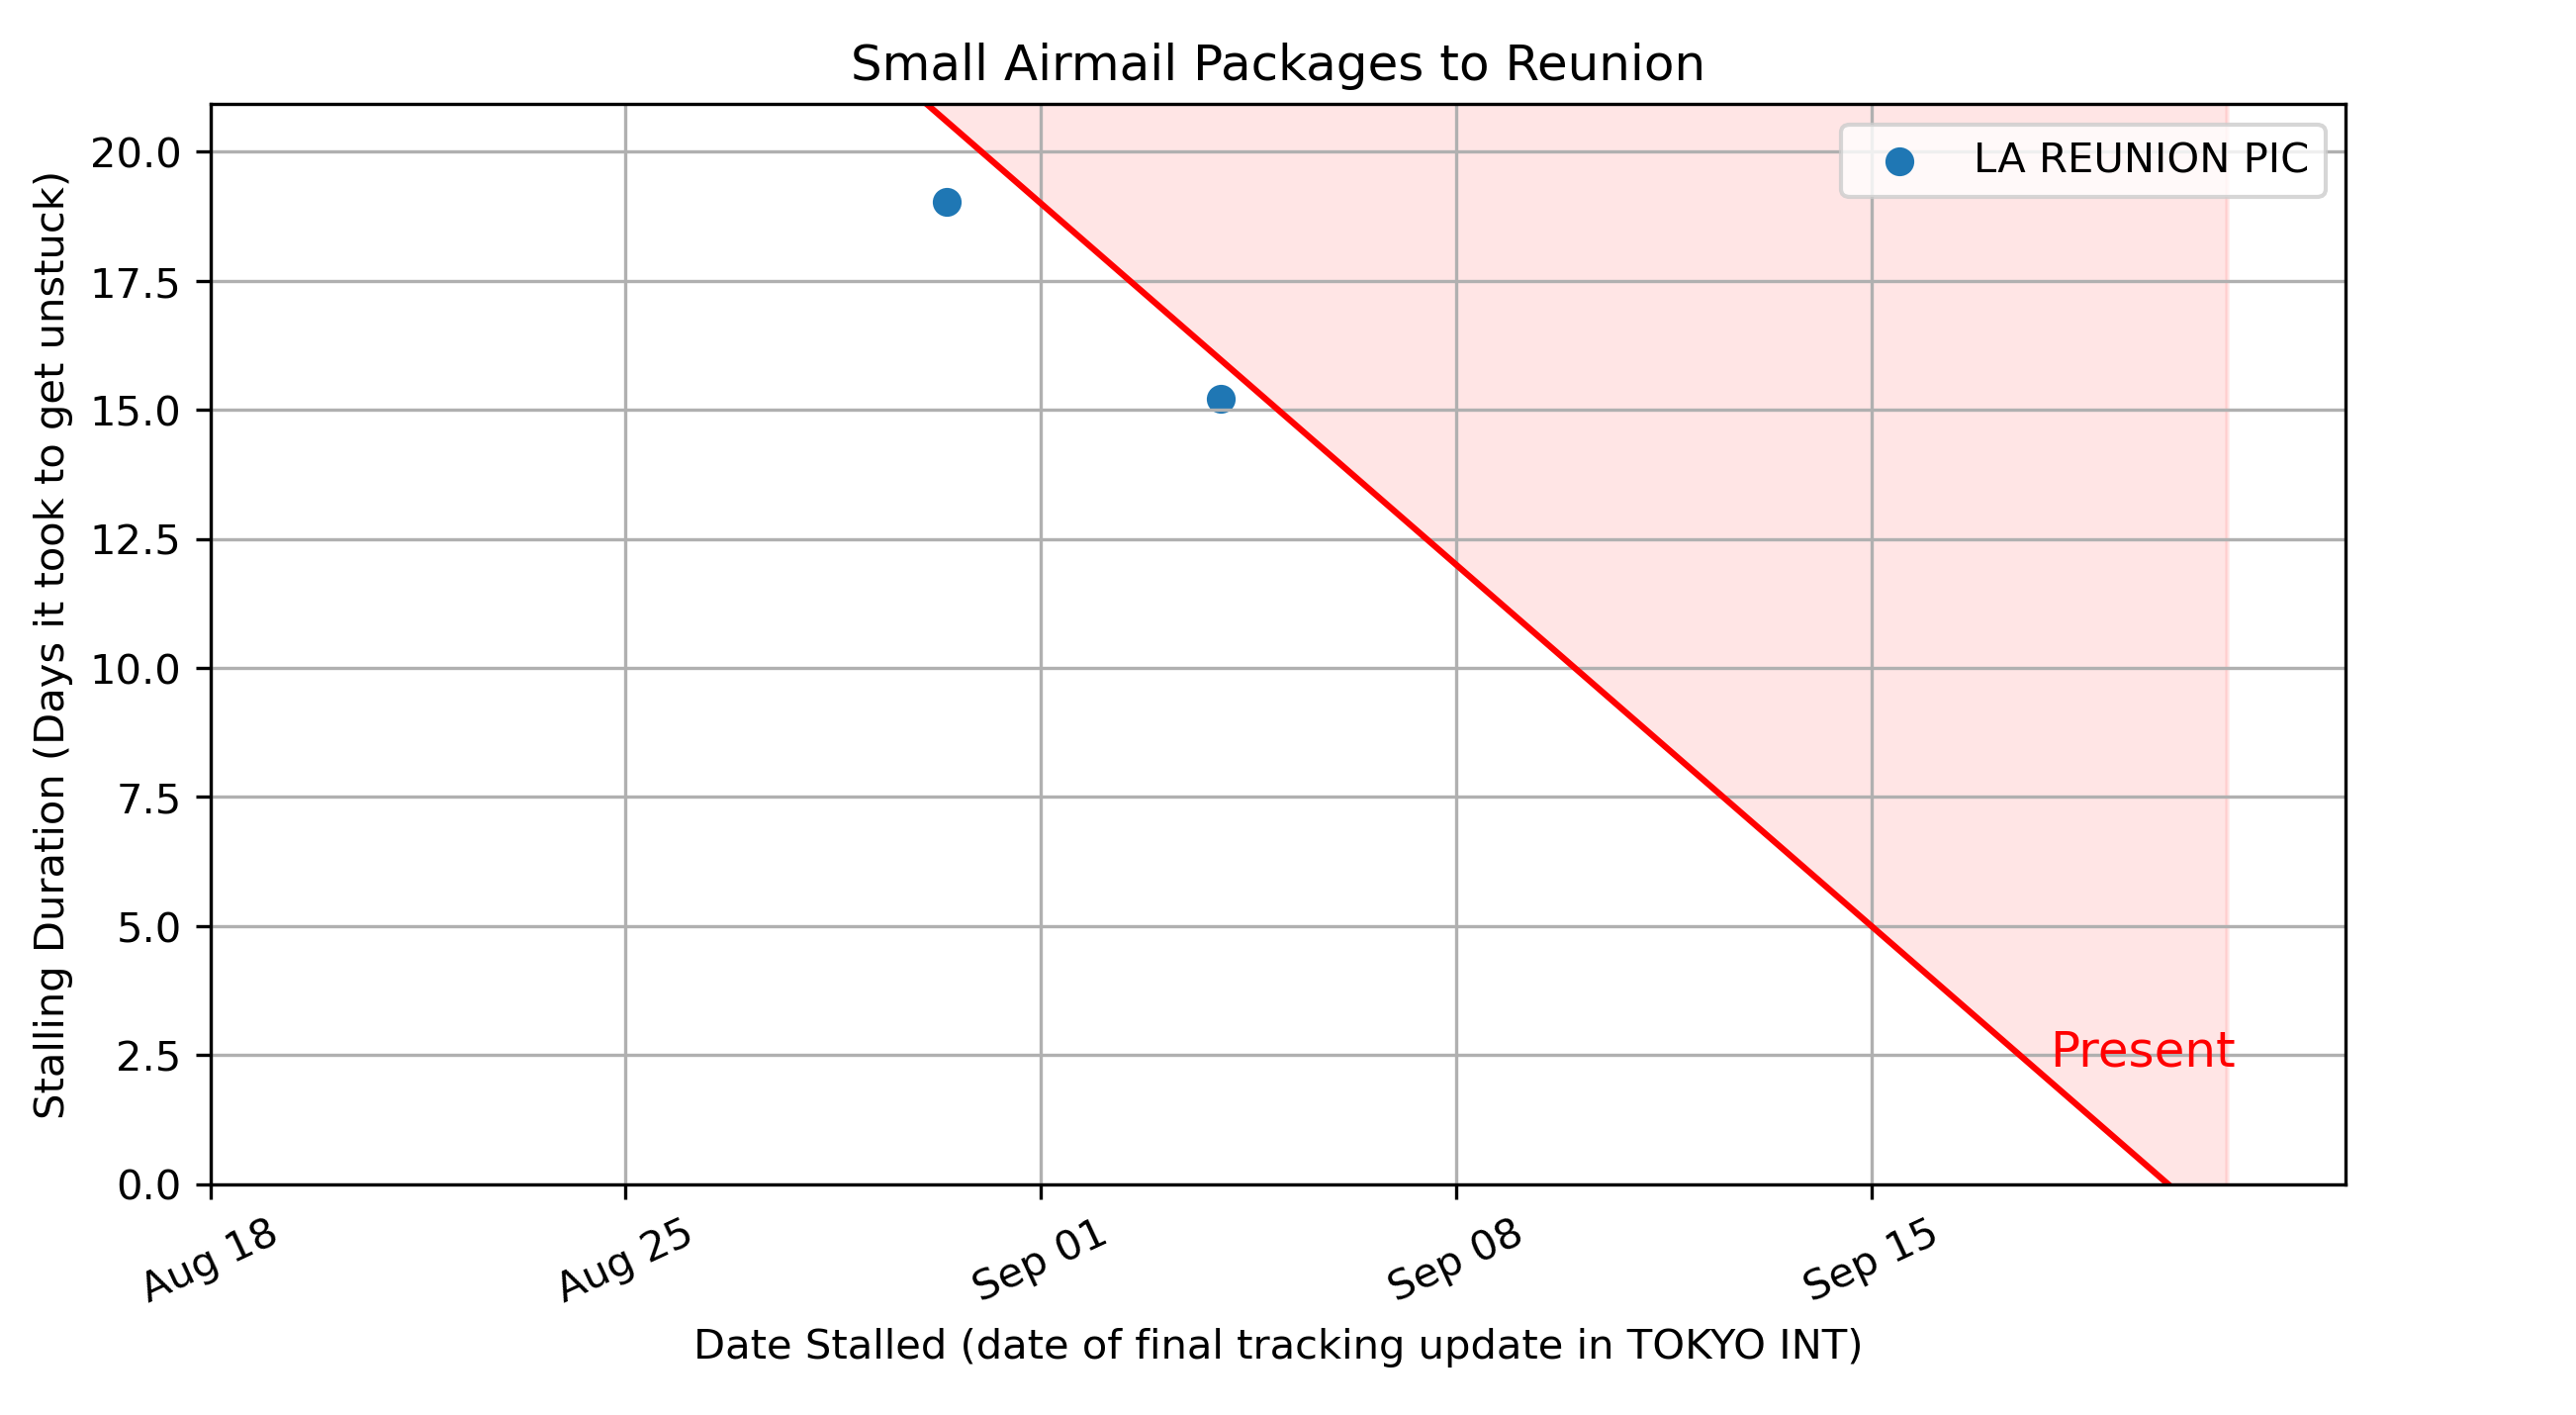 Small Airmail Packages to Reunion
LA REUNION PIC
Stalling Duration (Days it took to get unstuck)
20.0
17.5
15.0
12.5
10.0
7.5
5.0
2.5
0.0
Present
Aug 18
Aug 25
Sep 01
Sep 08
Sep 15
Date Stalled (date of final tracking update in TOKYO INT)